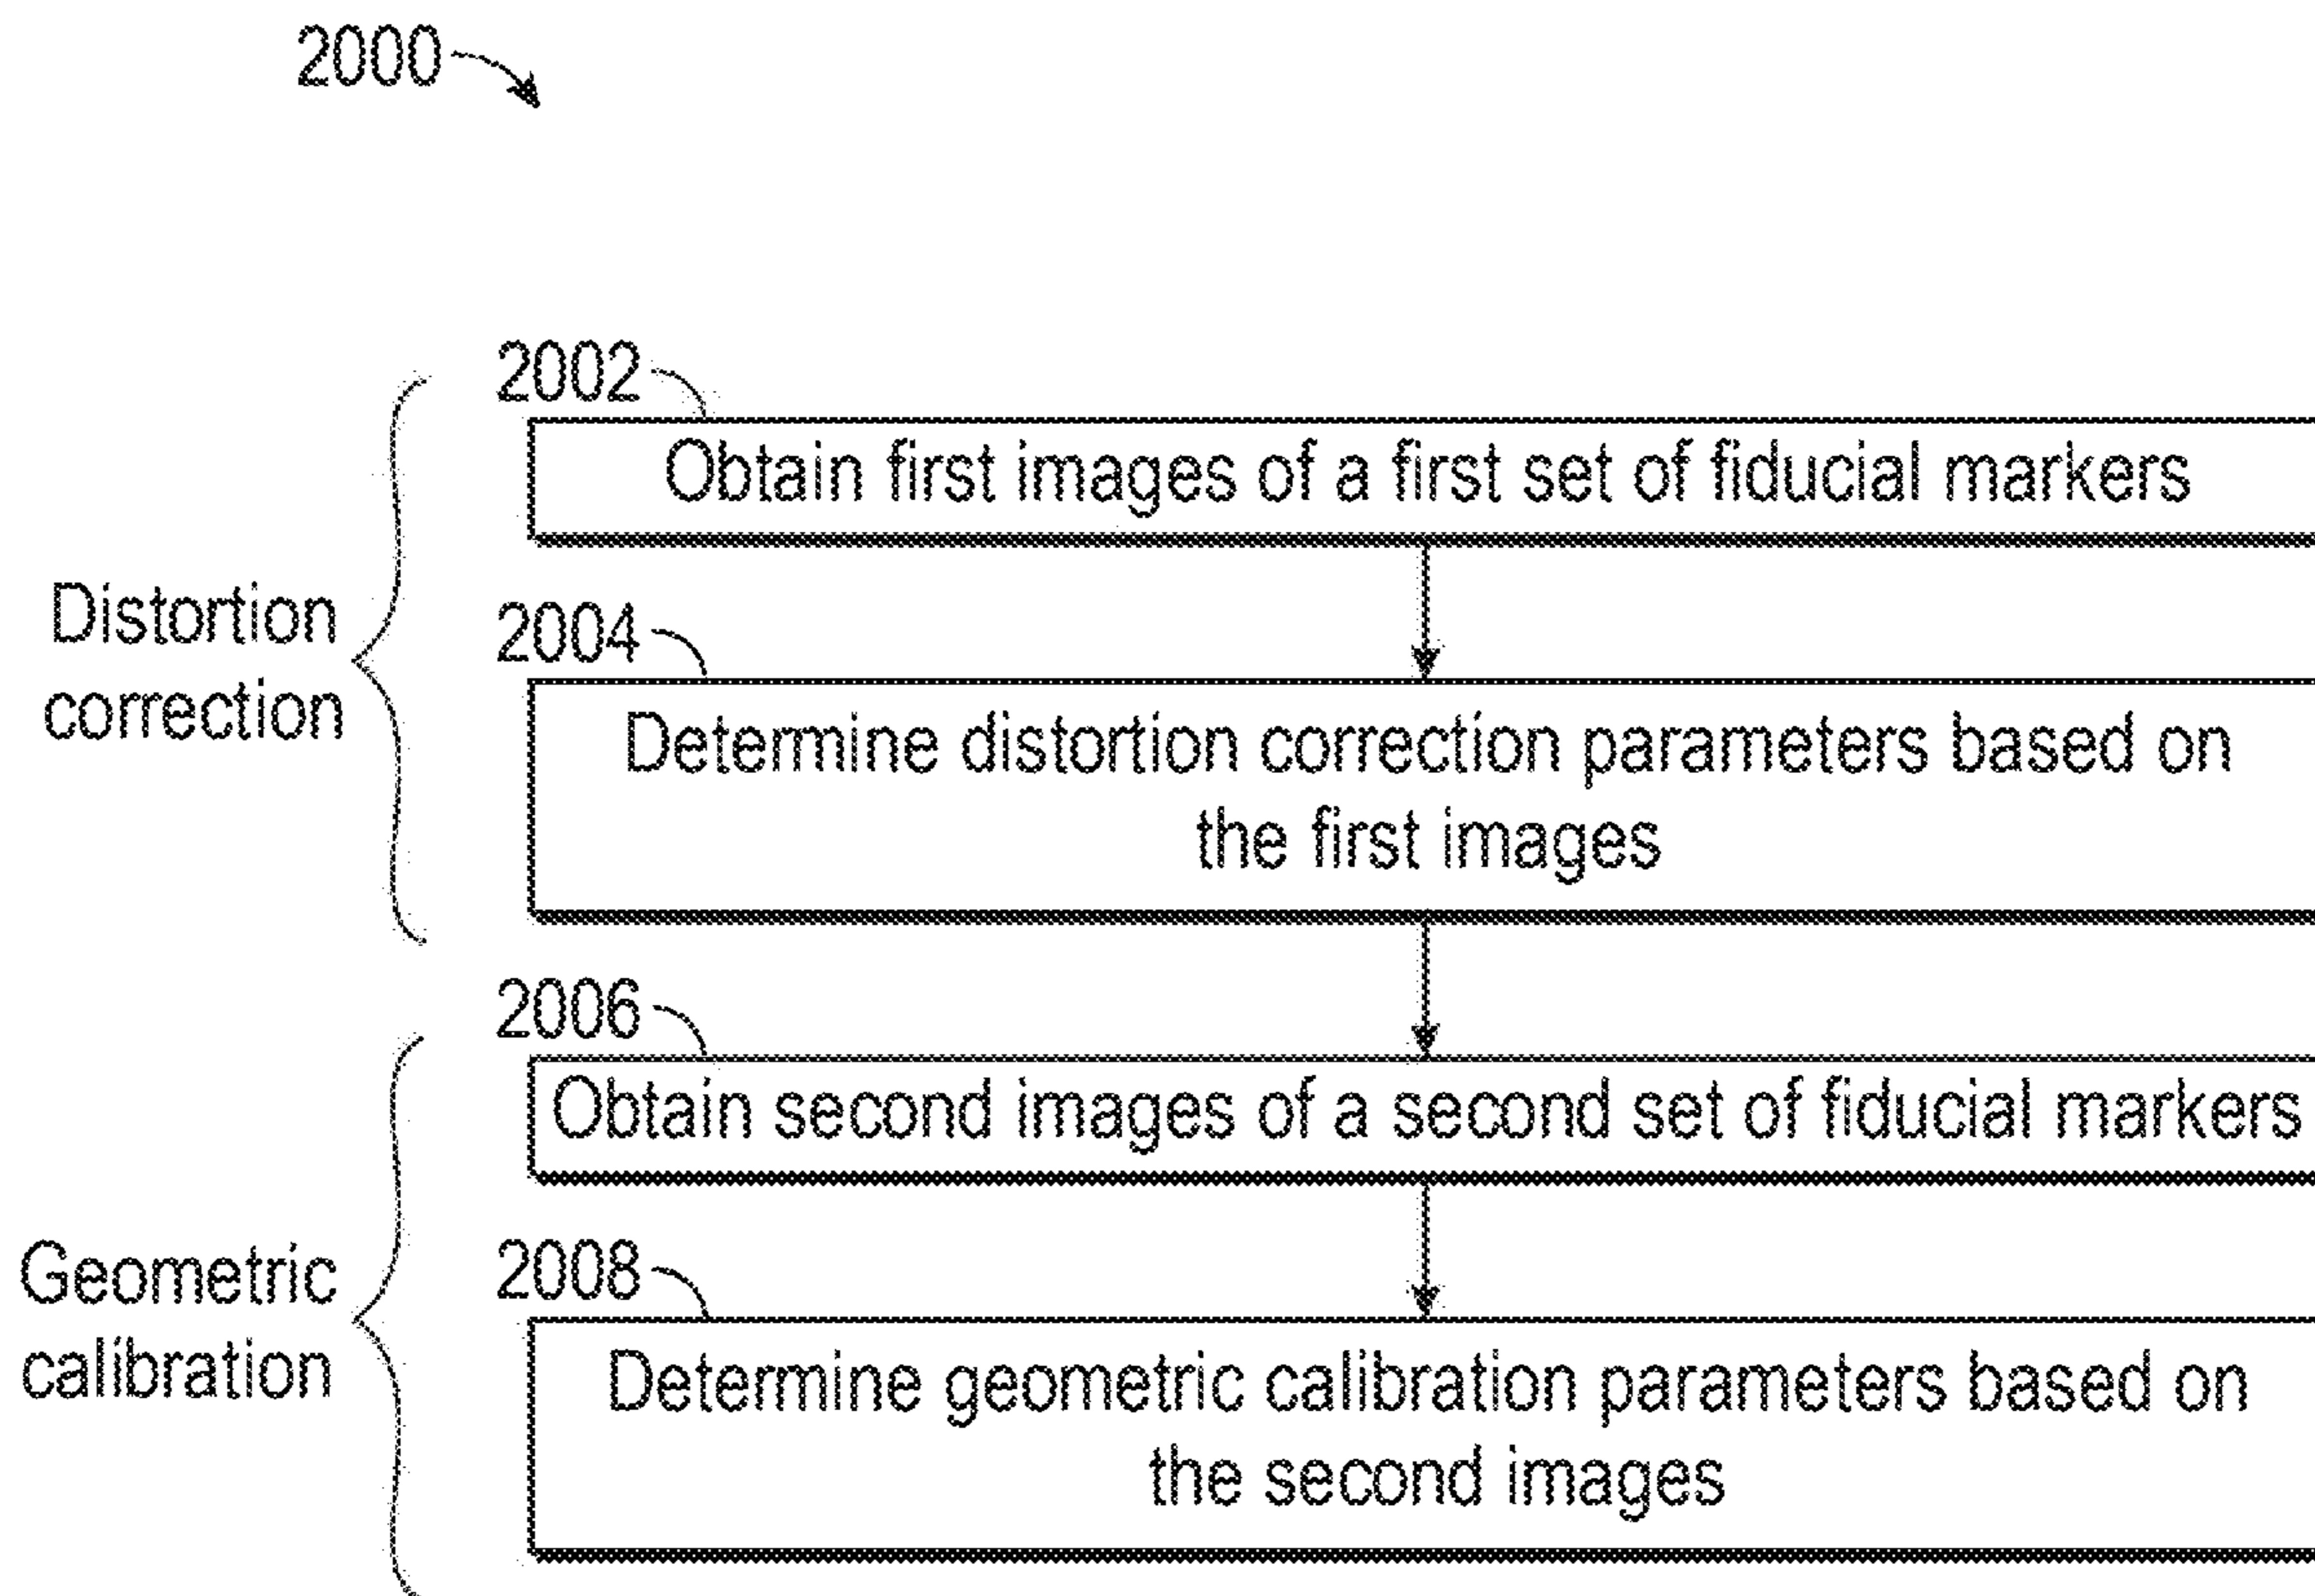 2000
2002
Obtain first images of a first set of fiducial markers
Distortion
correction
2004
Determine distortion correction parameters based on
the first images
2006
Obtain second images of a second set of fiducial markers
Geometric
calibration
2008
Determine geometric calibration parameters based on
the second images